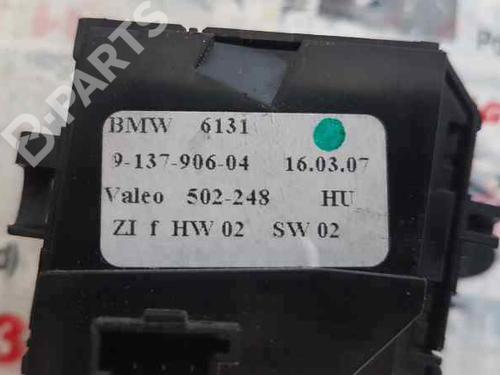 B-PARTS
BMW 6131
9-137-906-04 16.03.07
Valeo 502-248 HU
ZI f HW 02 SW 02